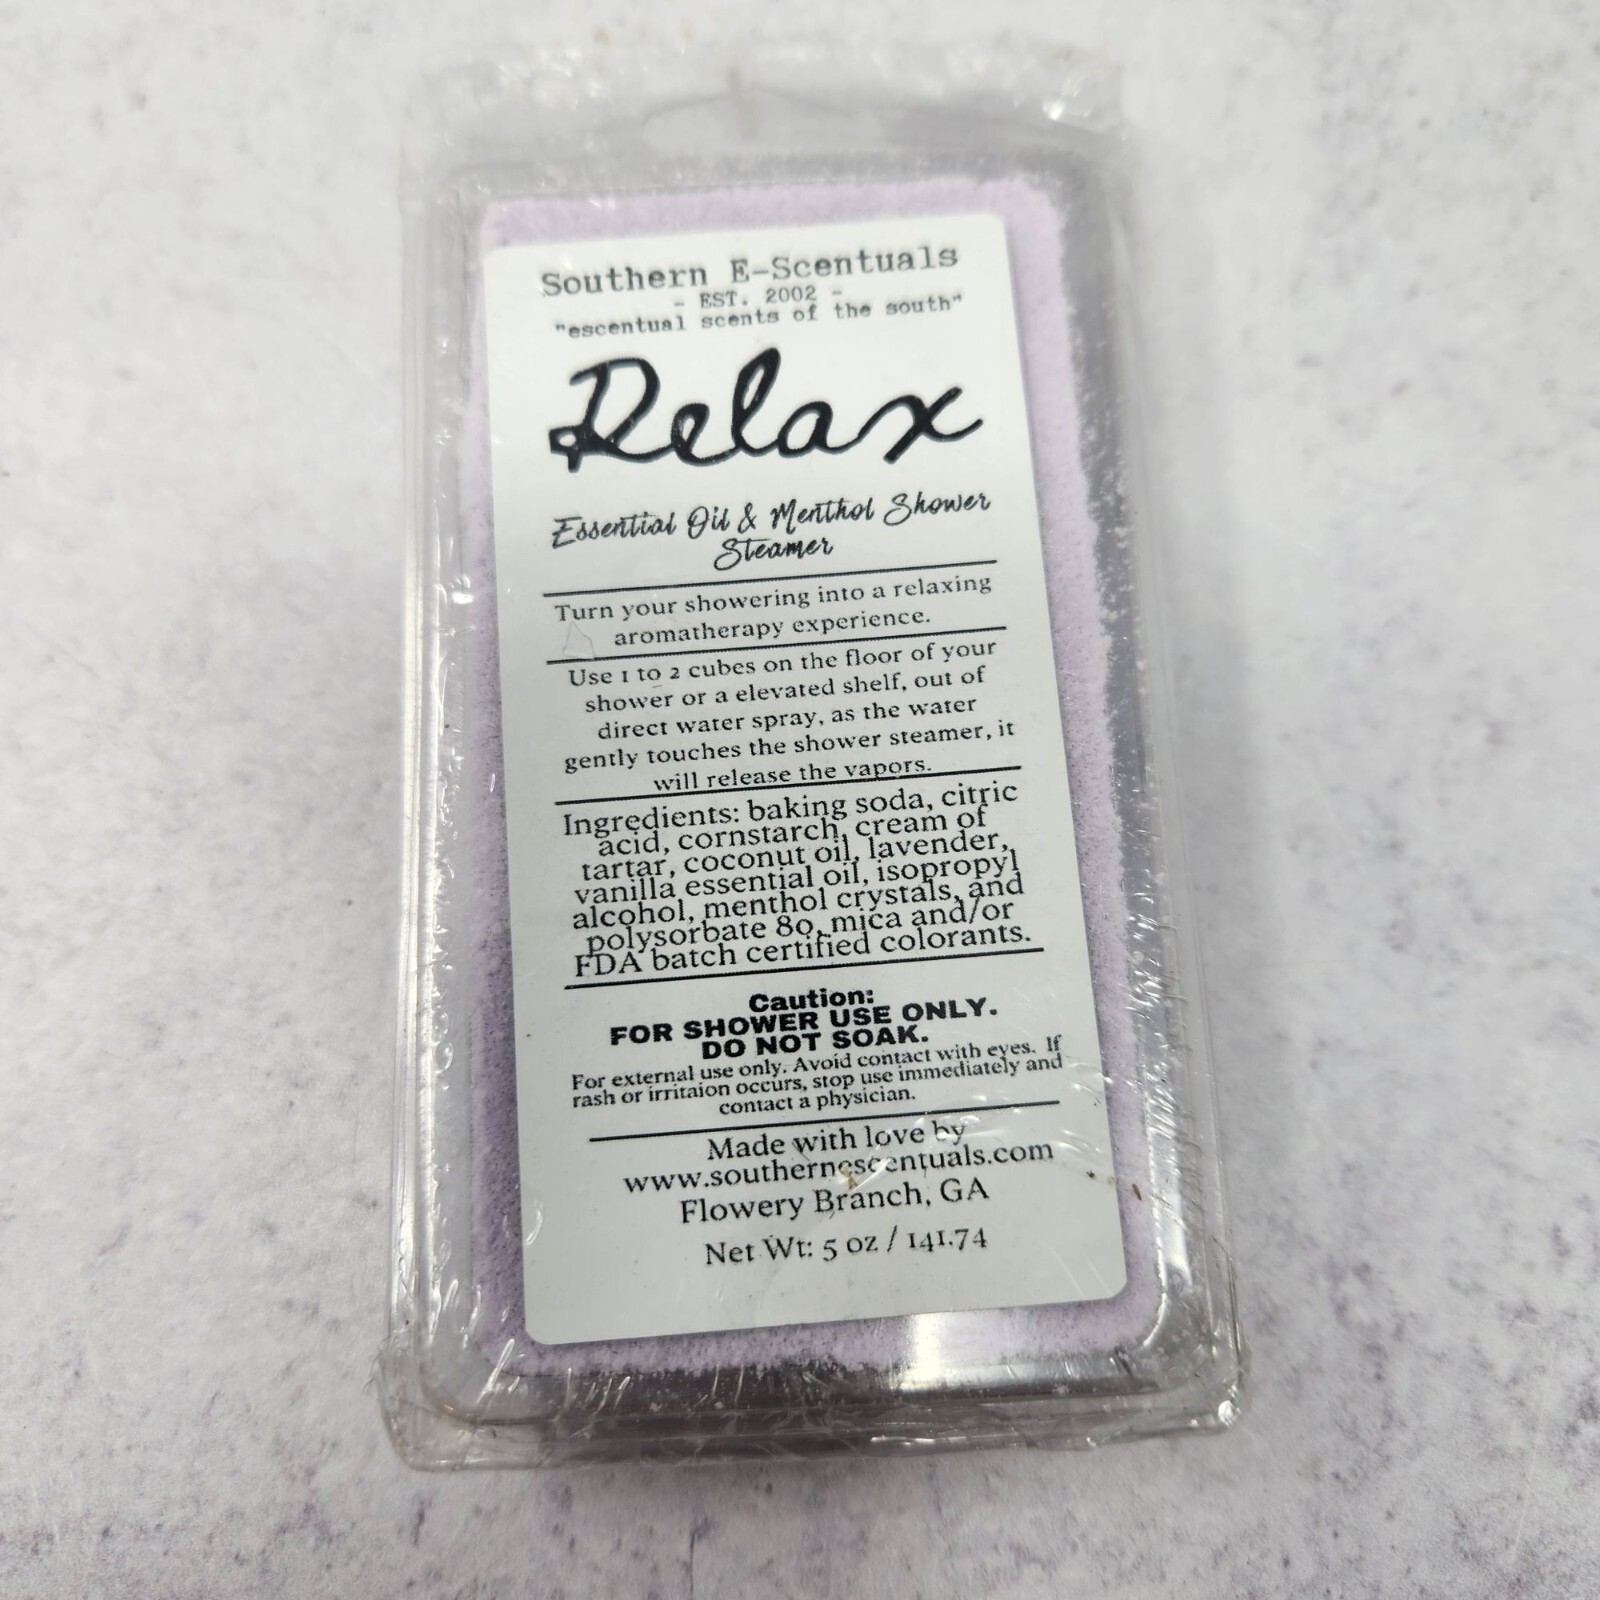 Southern E-Scentuals
- EST. 2002 -
"escentual scents of the south"
Relax
Essential Oil & Menthol Shower
Steamer
Turn your showering into a relaxing
aromatherapy experience.
Use 1 to 2 cubes on the floor of your
shower or a elevated shelf, out of
direct water spray, as the water
gently touches the shower steamer, it
will release the vapors.
Ingredients: baking soda, citric
acid, cornstarch, cream of
tartar, coconut oil, lavender,
vanilla essential oil, isopropyl
alcohol, menthol crystals, and
polysorbate 80, mica and/or
FDA batch certified colorants.
Caution:
FOR SHOWER USE ONLY.
DO NOT SOAK.
For external use only. Avoid contact with eyes. If
rash or irritaion occurs, stop use immediately and
contact a physician.
Made with love by
www.southernescentuals.com
Flowery Branch, GA
Net Wt: 5 oz / 141.74